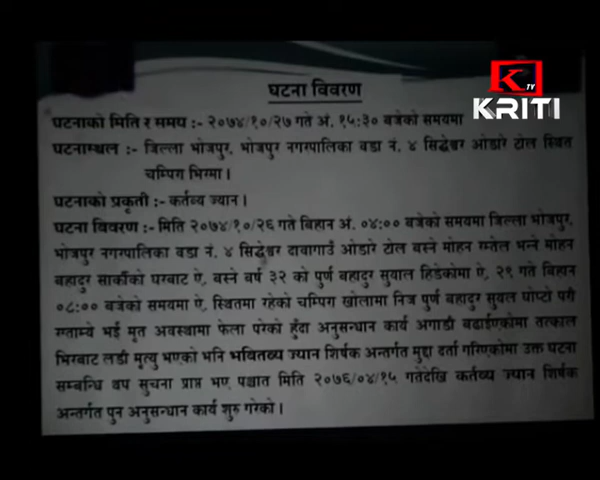 TV
KRITI
घटना विवरण
घटनाको मिति र समय :- २०७४/१०/२७ गते अं. १५:३० बजेको समयमा
घटनास्थल :- जिल्ला भोजपुर, भोजपुर नगरपालिका वडा नं. ४ सिद्धेश्वर ओडारे टोल स्थित
चम्पिग भिरमा ।
घटनाको प्रकृती :- कर्तव्य ज्यान ।
घटना विवरण :- मिति २०७४/१०/२६ गते बिहान अं. ०४:०० बजेको समयमा जिल्ला भोजपुर,
भोजपुर नगरपालिका वडा नं. ४ सिद्धेश्वर दावागाउँ ओडारे टोल बस्ने मोहन रम्तेल भन्ने मोहन
बहादुर सार्कीको घरबाट ऐ. बस्ने वर्ष ३२ को पुर्ण बहादुर सुयाल हिडेकोमा ऐ. २९ गते बिहान
०८:०० बजेको समयमा ऐ. स्थितमा रहेको चम्पिग खोलामा निज पुर्ण बहादुर सुयल घोप्टो परी
भई मृत अवस्थामा फेला परेको हुँदा अनुसन्धान कार्य अगाडी बढाईएकोमा तत्काल
भिरबाट लडी मृत्यु भएको भनि भवितव्य ज्यान शिर्षक अन्तर्गत मुद्दा दर्ता गरिएकोमा उक्त घटना
सम्बन्धि थप सुचना प्राप्त भए पश्चात मिति २०७६/०४/१५ गतेदेखि कर्तव्य ज्यान शिर्षक
अन्तर्गत पुन अनुसन्धान कार्य शुरु गरेको ।